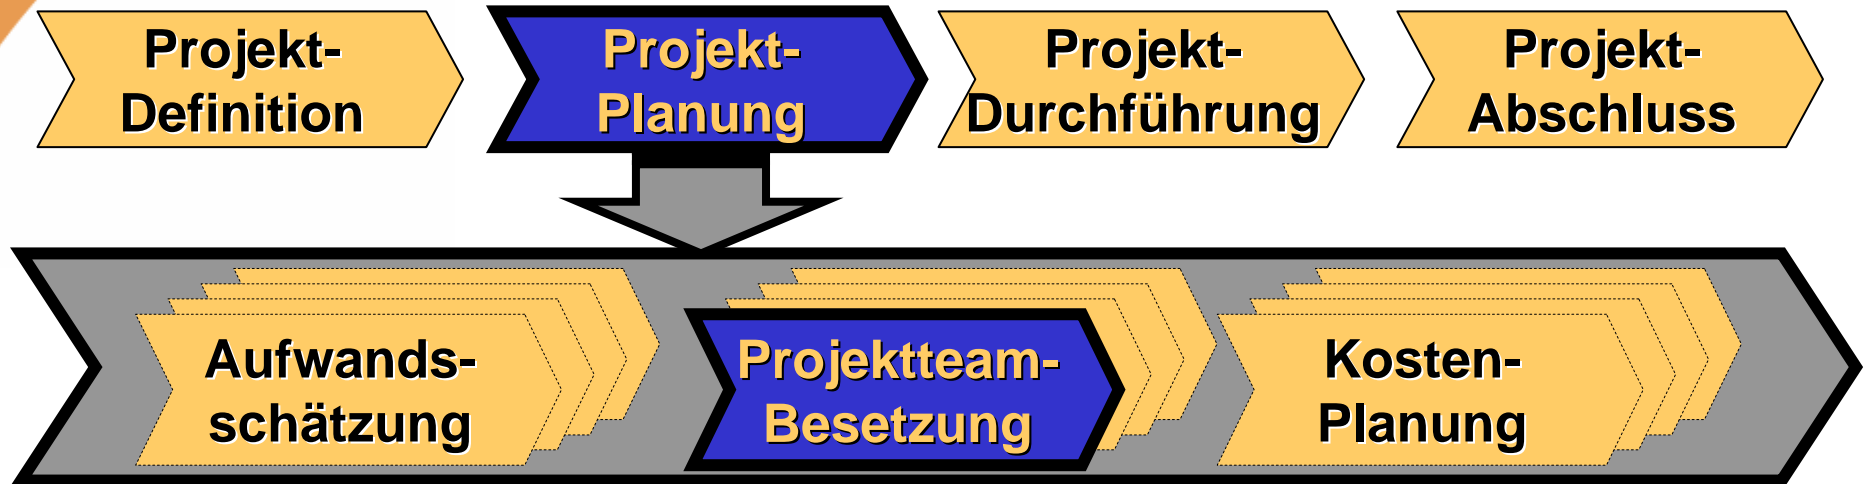 Projekt-
Definition
Projekt-
Planung
Projekt-
Durchführung
Projekt-
Abschluss
Aufwands-
schätzung
Projektteam-
Besetzung
Kosten-
Planung